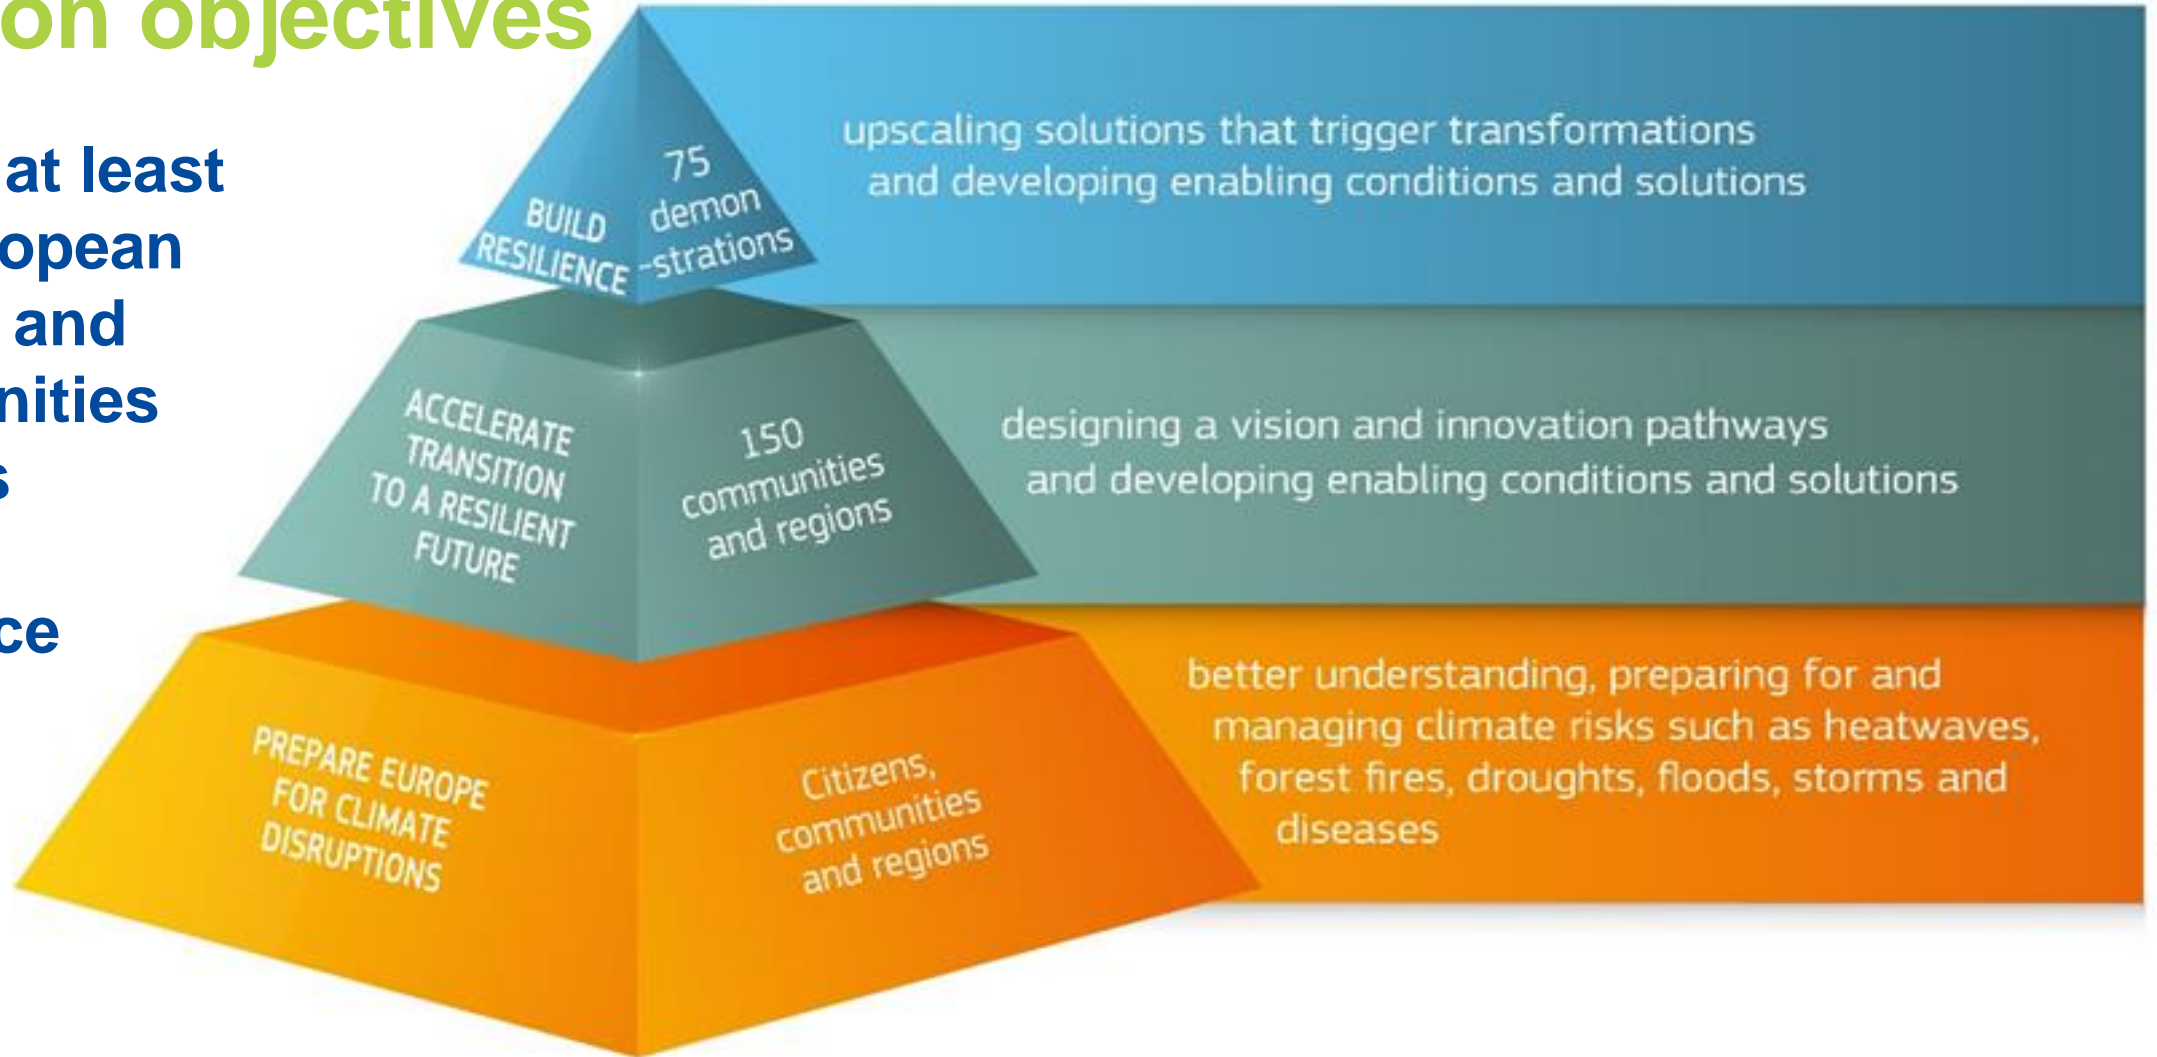 on objectives
at least
opean
and
nities
s
ce
BUILD
RESILIENCE
75
demon
-strations
upscaling solutions that trigger transformations
and developing enabling conditions and solutions
ACCELERATE
TRANSITION
TO A RESILIENT
FUTURE
150
communities
and regions
designing a vision and innovation pathways
and developing enabling conditions and solutions
PREPARE EUROPE
FOR CLIMATE
DISRUPTIONS
Citizens,
communities
and regions
better understanding, preparing for and
managing climate risks such as heatwaves,
forest fires, droughts, floods, storms and
diseases